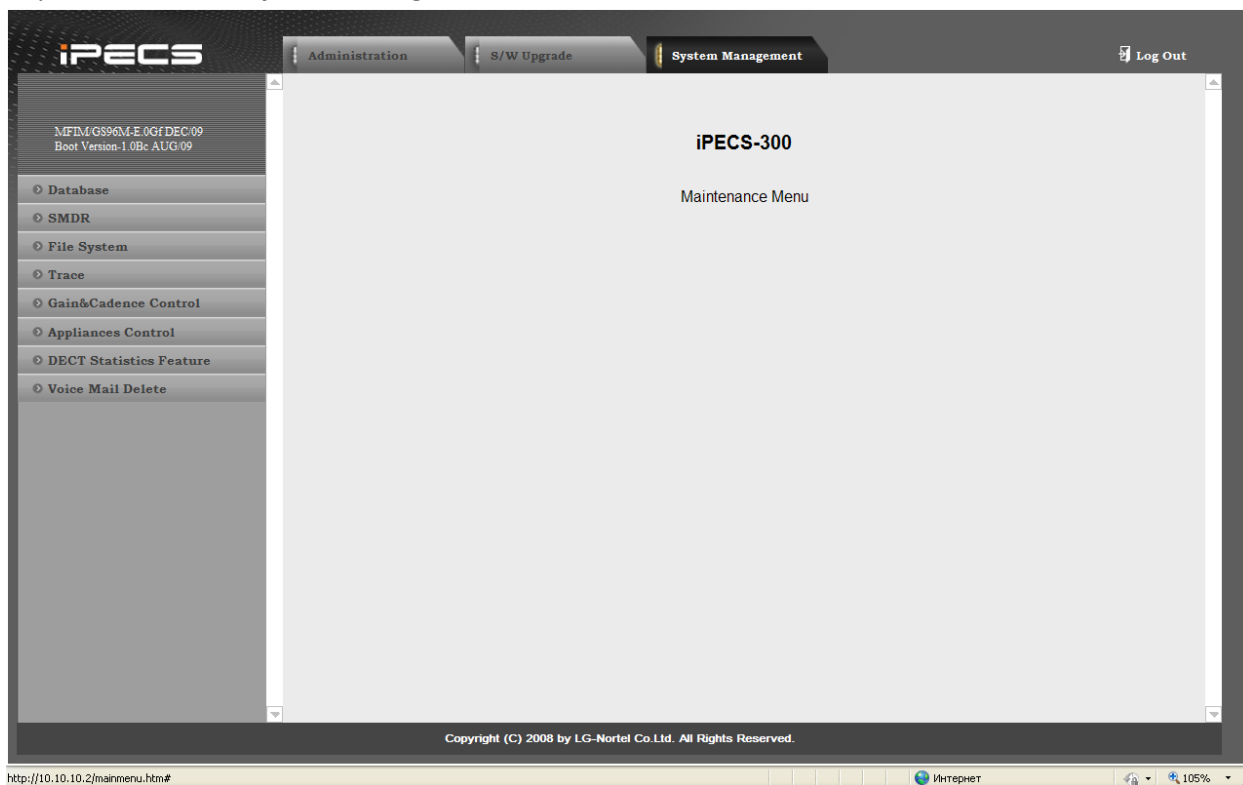 iPECS
Administration
S/W Upgrade
System Management
Log Out
MFIM/GS96M-E.0Gf DEC/09
Boot Version-1.0Bc AUG/09
Database
SMDR
File System
Trace
Gain&Cadence Control
Appliances Control
DECT Statistics Feature
Voice Mail Delete
iPECS-300
Maintenance Menu
Copyright (C) 2008 by LG-Nortel Co.Ltd. All Rights Reserved.
http://10.10.10.2/mainmenu.htm#
Интернет
105%